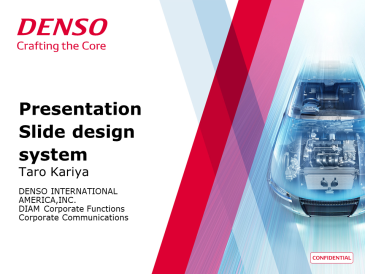 DENSO
Crafting the Core
Presentation
Slide design
system
Taro Kariya
DENSO INTERNATIONAL
AMERICA,INC.
DIAM Corporate Functions
Corporate Communications
CONFIDENTIAL